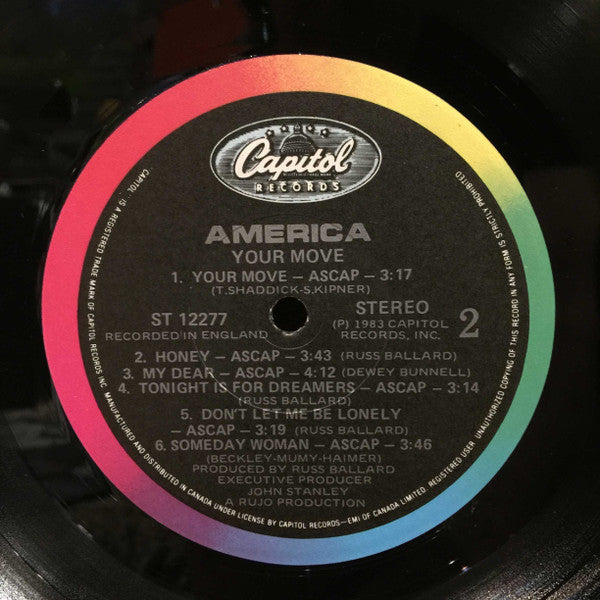 Capitol
RECORDS
AMERICA
YOUR MOVE
1. YOUR MOVE – ASCAP – 3:17
(T.SHADDICK-S.KIPNER)
ST 12277
RECORDED IN ENGLAND
STEREO
(P) 1983 CAPITOL
RECORDS, INC.
2
2. HONEY – ASCAP – 3:43 (RUSS BALLARD)
3. MY DEAR – ASCAP – 4:12 (DEWEY BUNNELL)
4. TONIGHT IS FOR DREAMERS – ASCAP – 3:14
(RUSS BALLARD)
5. DON'T LET ME BE LONELY
– ASCAP – 3:19 (RUSS BALLARD)
6. SOMEDAY WOMAN – ASCAP – 3:46
(BECKLEY-MUMY-HAIMER)
PRODUCED BY RUSS BALLARD
EXECUTIVE PRODUCER
JOHN STANLEY
A RUJO PRODUCTION
CAPITOL IS A REGISTERED TRADE MARK OF CAPITOL RECORDS INC. MANUFACTURED AND DISTRIBUTED IN CANADA UNDER LICENSE BY CAPITOL RECORDS–EMI OF CANADA LIMITED, REGISTERED USER. UNAUTHORIZED COPYING OF THIS RECORD IN ANY FORM IS STRICTLY PROHIBITED